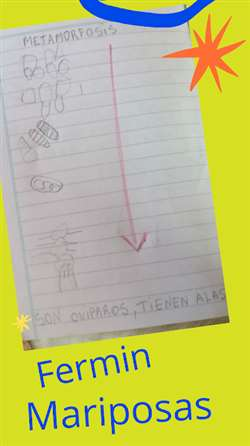 METAMORFOSIS
SON OVIPAROS, TIENEN ALAS
Fermin
Mariposas